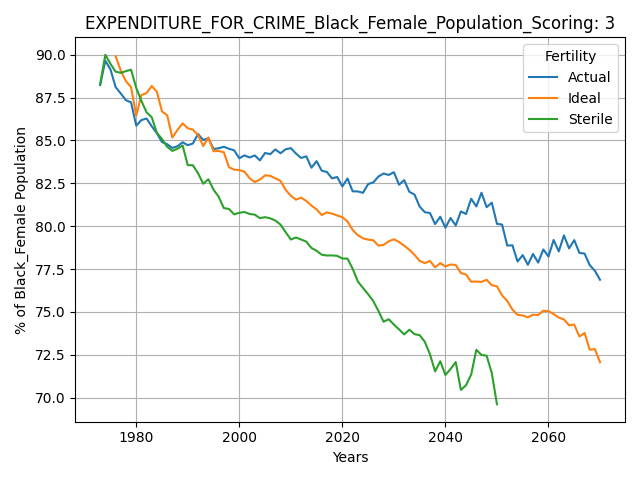 EXPENDITURE_FOR_CRIME_Black_Female_Population_Scoring: 3
% of Black_Female Population
90.0
87.5
85.0
82.5
80.0
77.5
75.0
72.5
70.0
Fertility
Actual
Ideal
Sterile
1980
2000
2020
2040
2060
Years